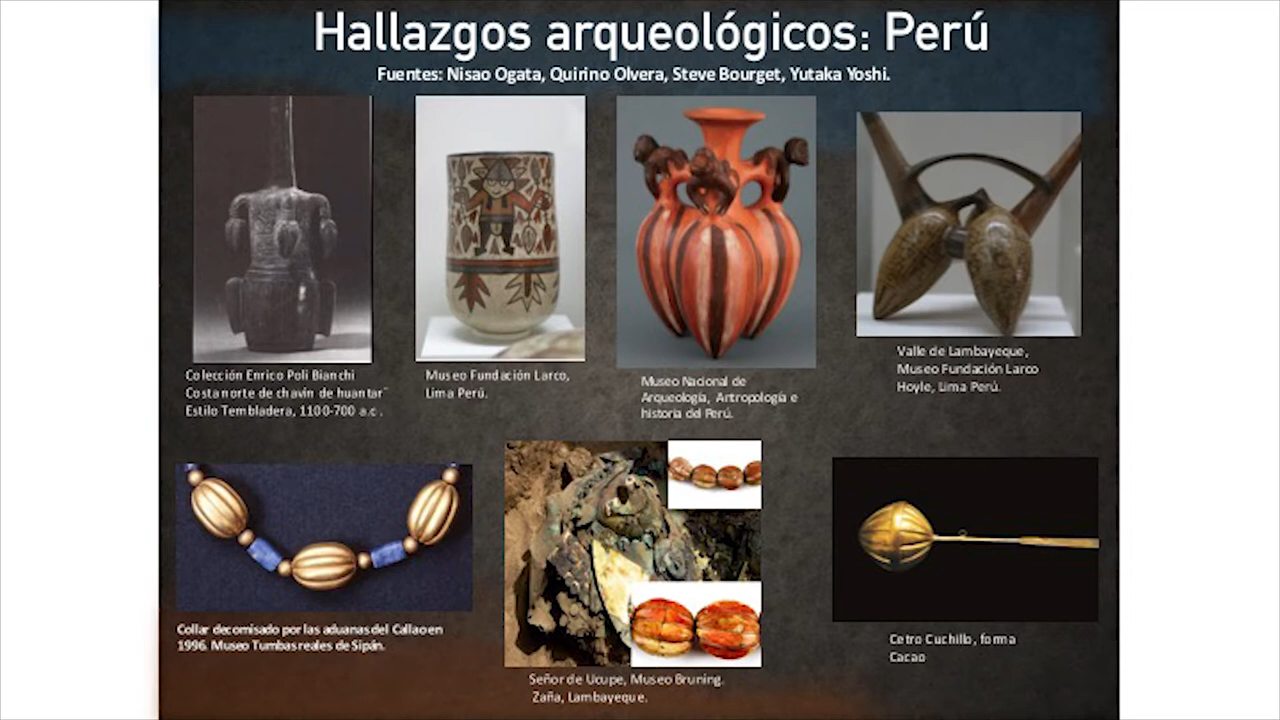 Hallazgos arqueológicos: Perú
Fuentes: Nisao Ogata, Quirino Olvera, Steve Bourget, Yutaka Yoshi.
Colección Enrico Poli Bianchi
Costa norte de chavin de huantar¨
Estilo Tembladera, 1100-700 a.c .
Museo Fundación Larco,
Lima Perú.
Museo Nacional de
Arqueología, Artropología e
historia del Perú.
Valle de Lambayeque,
Museo Fundación Larco
Hoyle, Lima Perú.
Collar decomisado por las aduanas del Callao en
1996. Museo Tumbas reales de Sipán.
Señor de Ucupe, Museo Bruning.
Zaña, Lambayeque.
Cetro Cuchillo, forma
Cacao